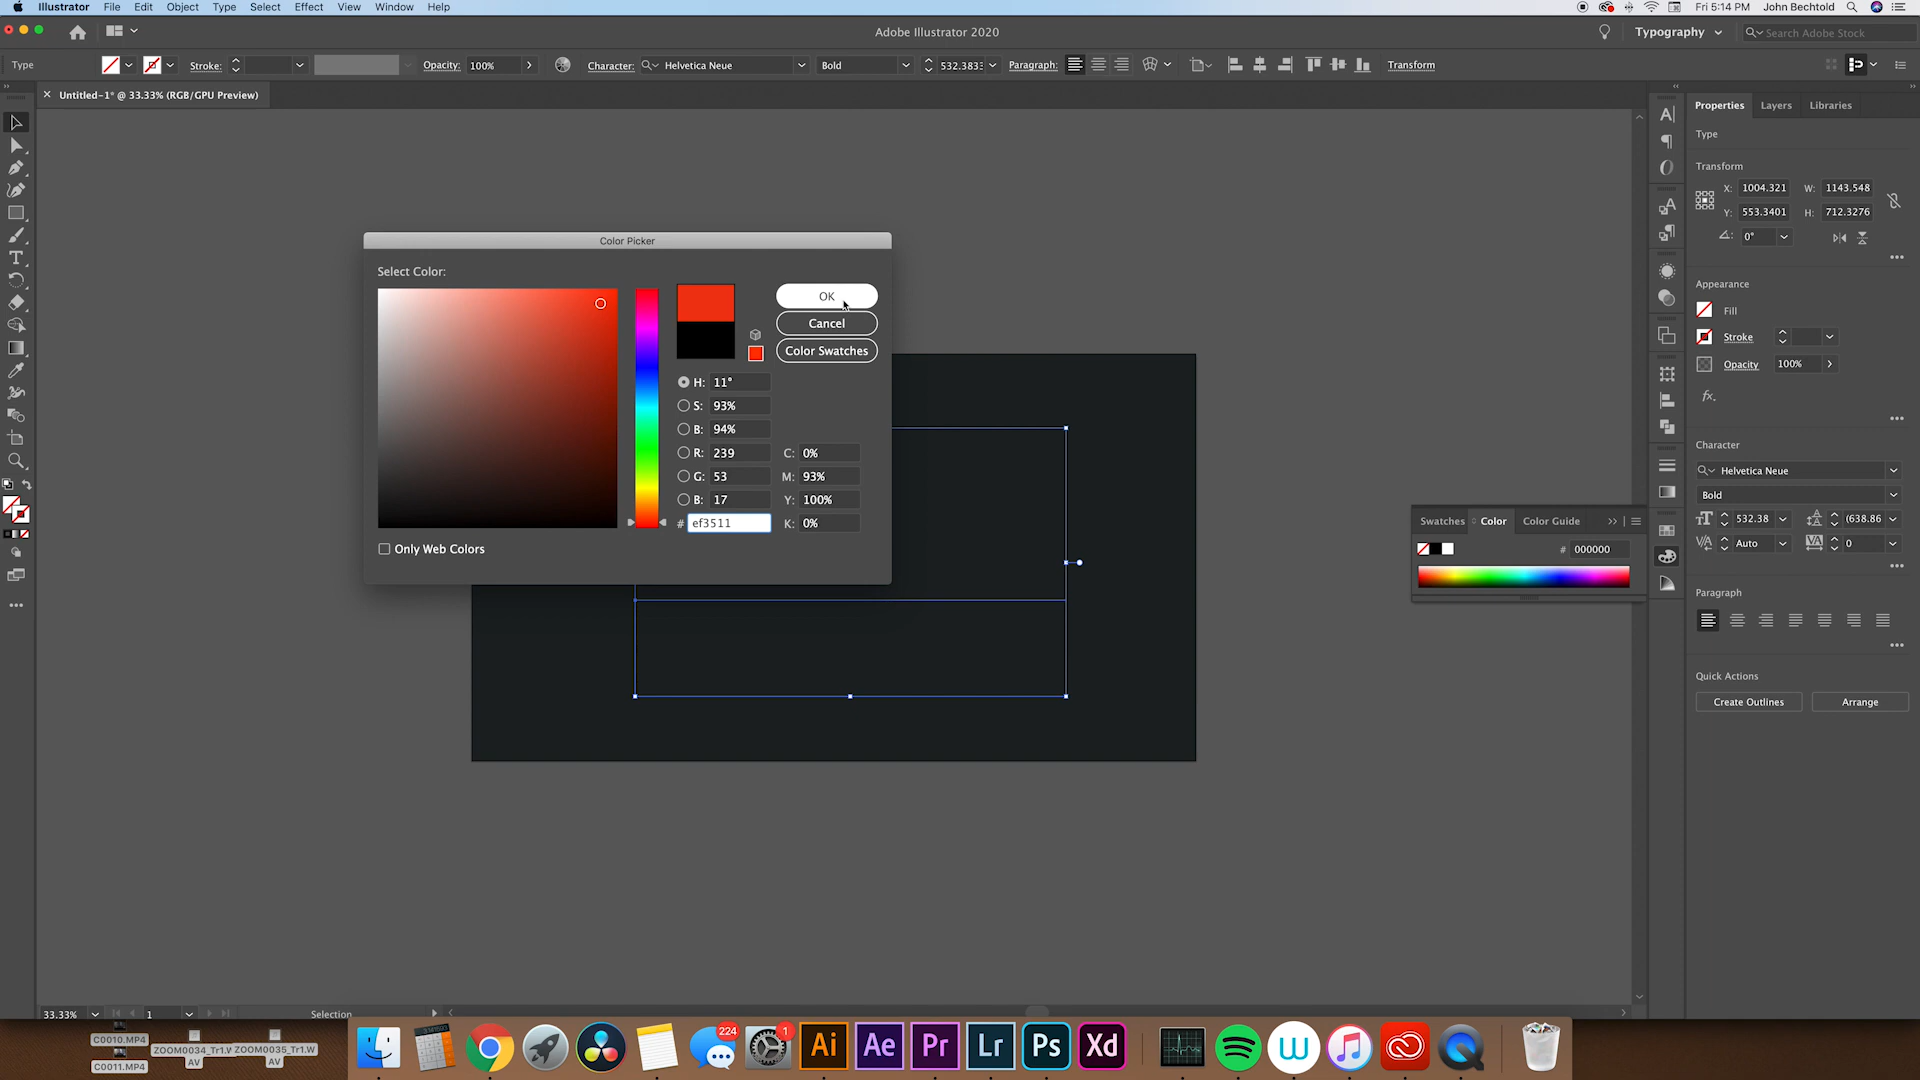 Illustrator File Edit Object Type Select Effect View Window Help
Fri 5:14 PM John Bechtold
Adobe Illustrator 2020
Typography
Search Adobe Stock
Type
Stroke:
Opacity: 100%
Character: Helvetica Neue
Bold
532.383:
Paragraph:
Transform
Untitled-1* @ 33.33% (RGB/GPU Preview)
Color Picker
Select Color:
OK
Cancel
Color Swatches
H: 11°
S: 93%
B: 94%
R: 239 C: 0%
G: 53 M: 93%
B: 17 Y: 100%
# ef3511 K: 0%
Only Web Colors
Swatches Color Color Guide
# 000000
Properties Layers Libraries
Type
Transform
X: 1004.321 W: 1143.548
Y: 553.3401 H: 712.3276
0°
Appearance
Fill
Stroke
Opacity 100%
fx.
Character
Helvetica Neue
Bold
532.38 (638.86
Auto 0
Paragraph
Quick Actions
Create Outlines Arrange
33.33% 1 Selection
C0010.MP4
C0011.MP4
ZOOM0034_Tr1.W
AV
ZOOM0035_Tr1.W
AV
224
1
Ai Ae Pr Lr Ps Xd